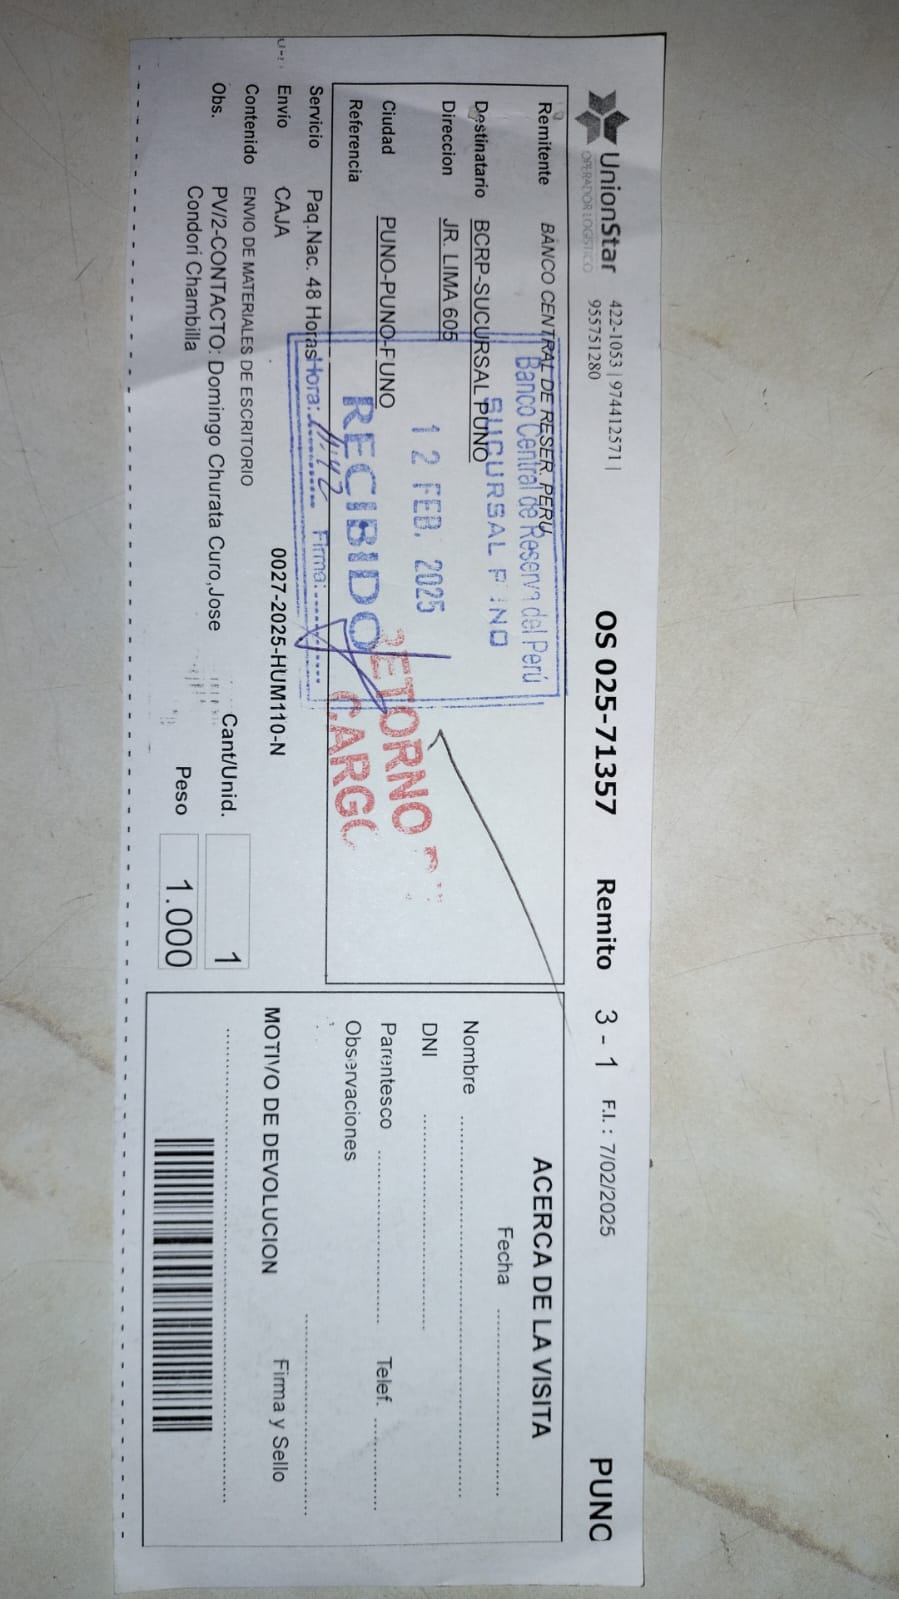 UnionStar
OPERADOR LOGÍSTICO
422-1053 | 974412571 |
955751280
OS 025-71357 Remito 3 - 1 F.I. : 7/02/2025 PUNO
Remitente BANCO CENTRAL DE RESER. PERU
Destinatario BCRP-SUCURSAL PUNO
Direccion JR. LIMA 605
Ciudad PUNO-PUNO-PUNO
Referencia
Banco Central de Reserva del Perú
SUCURSAL PUNO
12 FEB. 2025
RECIBIDO
Hora: Firma:
RETORNO
CARGO
Servicio Paq.Nac. 48 Horas
Envio CAJA 0027-2025-HUM110-N
Contenido ENVIO DE MATERIALES DE ESCRITORIO
Obs. PV/2-CONTACTO: Domingo Churata Curo,Jose
Condori Chambilla
Cant/Unid. 1
Peso 1.000
ACERCA DE LA VISITA
Fecha
Nombre
DNI
Parentesco Telef.
Observaciones
MOTIVO DE DEVOLUCION
Firma y Sello